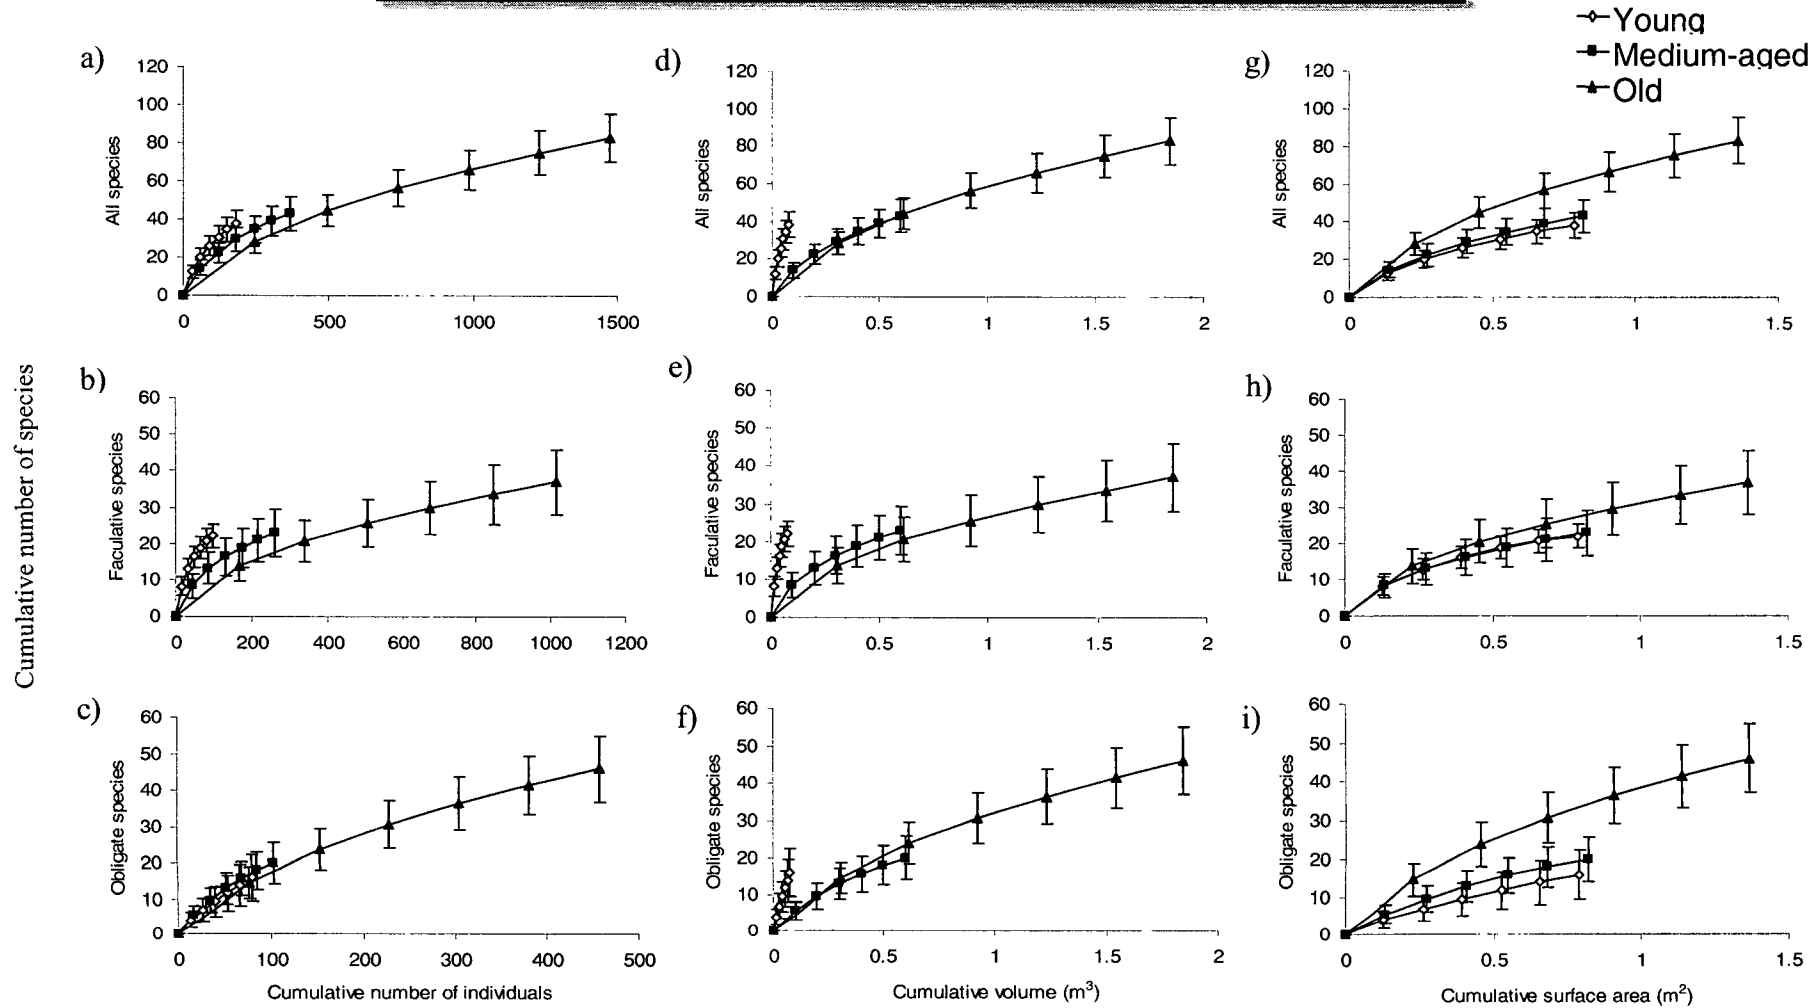 Young
Medium-aged
Old
a)
120
100
80
60
40
20
0
All species
0 500 1000 1500
d)
120
100
80
60
40
20
0
All species
0 0.5 1 1.5 2
g)
120
100
80
60
40
20
0
All species
0 0.5 1 1.5
Cumulative number of species
b)
60
50
40
30
20
10
0
Faculative species
0 200 400 600 800 1000 1200
e)
60
50
40
30
20
10
0
Faculative species
0 0.5 1 1.5 2
h)
60
50
40
30
20
10
0
Facultative species
0 0.5 1 1.5
c)
60
50
40
30
20
10
0
Obligate species
0 100 200 300 400 500
Cumulative number of individuals
f)
60
50
40
30
20
10
0
Obligate species
0 0.5 1 1.5 2
Cumulative volume (m³)
i)
60
50
40
30
20
10
0
Obligate species
0 0.5 1 1.5
Cumulative surface area (m²)